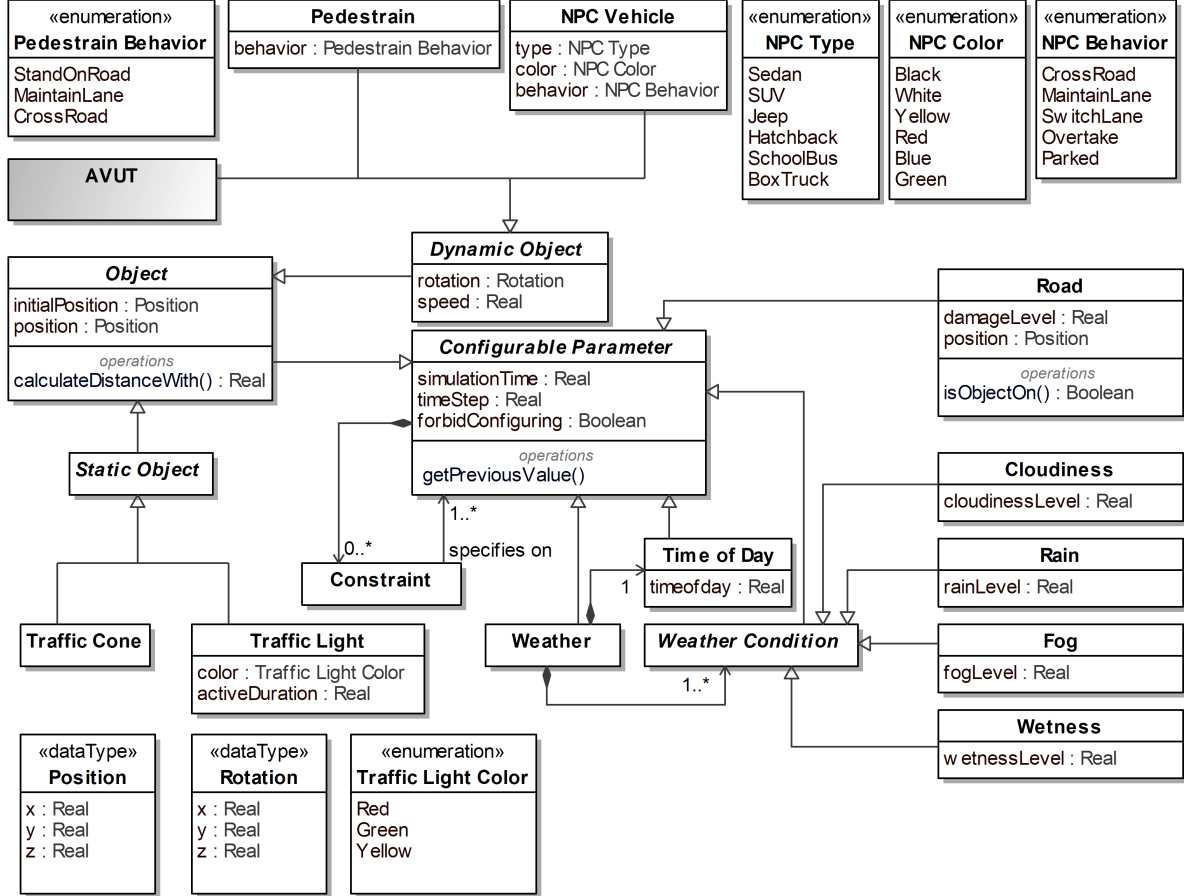 «enumeration»
Pedestrain Behavior
StandOnRoad
MaintainLane
CrossRoad
Pedestrain
behavior : Pedestrain Behavior
NPC Vehicle
type : NPC Type
color : NPC Color
behavior : NPC Behavior
«enumeration»
NPC Type
Sedan
SUV
Jeep
Hatchback
SchoolBus
BoxTruck
«enumeration»
NPC Color
Black
White
Yellow
Red
Blue
Green
«enumeration»
NPC Behavior
CrossRoad
MaintainLane
SwitchLane
Overtake
Parked
AVUT
Dynamic Object
rotation : Rotation
speed : Real
Object
initialPosition : Position
position : Position
operations
calculateDistanceWith() : Real
Configurable Parameter
simulationTime : Real
timeStep : Real
forbidConfiguring : Boolean
operations
getPreviousValue()
Road
damageLevel : Real
position : Position
operations
isObjectOn() : Boolean
Static Object
1..*
0..*
specifies on
Constraint
Time of Day
timeofday : Real
1
Cloudiness
cloudinessLevel : Real
Rain
rainLevel : Real
Traffic Cone
Traffic Light
color : Traffic Light Color
activeDuration : Real
Weather
Weather Condition
1..*
Fog
fogLevel : Real
Wetness
wetnessLevel : Real
«dataType»
Position
x : Real
y : Real
z : Real
«dataType»
Rotation
x : Real
y : Real
z : Real
«enumeration»
Traffic Light Color
Red
Green
Yellow